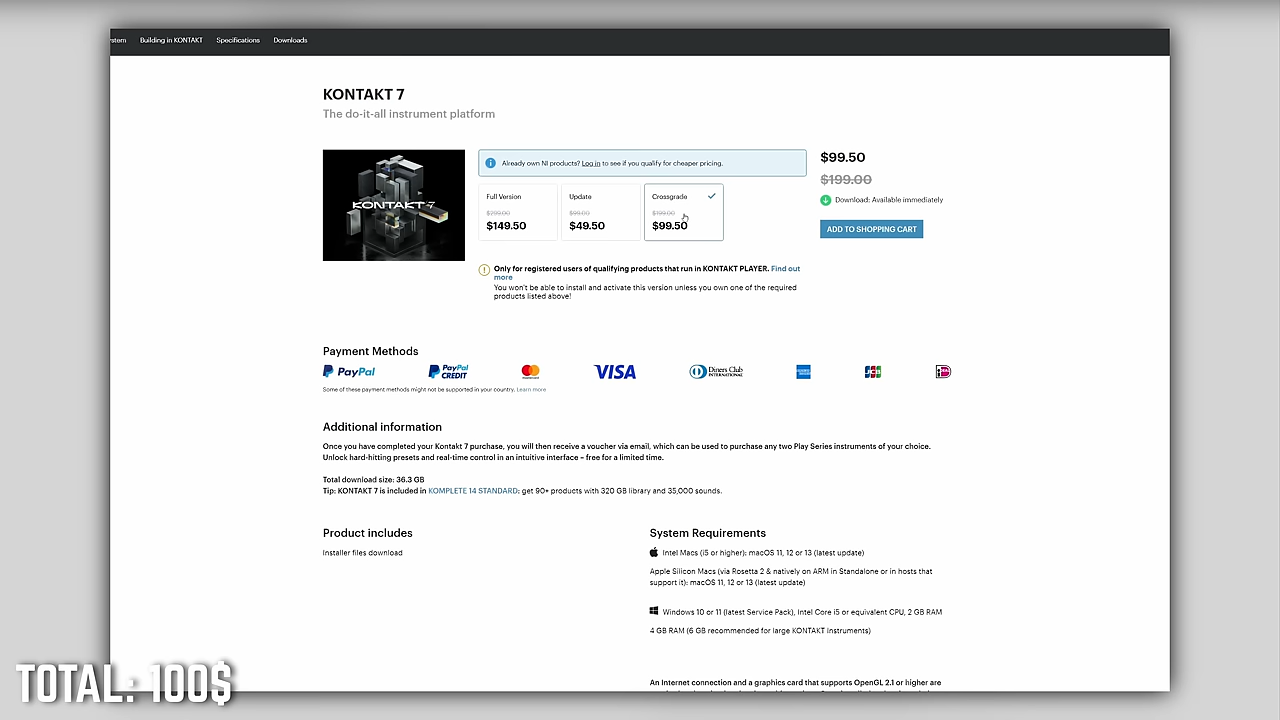 stem Building in KONTAKT Specifications Downloads
KONTAKT 7
The do-it-all instrument platform
KONTAKT 7
Already own NI products? Log in to see if you qualify for cheaper pricing.
Full Version
$149.50
Update
$99.00
$49.50
Crossgrade
$199.00
$99.50
$99.50
$199.00
Download: Available immediately
ADD TO SHOPPING CART
Only for registered users of qualifying products that run in KONTAKT PLAYER. Find out
more
You won't be able to install and activate this version unless you own one of the required
products listed above!
Payment Methods
PayPal PayPal CREDIT mastercard VISA Diners Club INTERNATIONAL JCB iD
Some of these payment methods might not be supported in your country. Learn more
Additional information
Once you have completed your Kontakt 7 purchase, you will then receive a voucher via email, which can be used to purchase any two Play Series instruments of your choice.
Unlock hard-hitting presets and real-time control in an intuitive interface – free for a limited time.
Total download size: 36.3 GB
Tip: KONTAKT 7 is included in KOMPLETE 14 STANDARD: get 90+ products with 320 GB library and 35,000 sounds.
Product includes
Installer files download
System Requirements
Intel Macs (i5 or higher): macOS 11, 12 or 13 (latest update)
Apple Silicon Macs (via Rosetta 2 & natively on ARM in Standalone or in hosts that
support it): macOS 11, 12 or 13 (latest update)
Windows 10 or 11 (latest Service Pack), Intel Core i5 or equivalent CPU, 2 GB RAM
4 GB RAM (6 GB recommended for large KONTAKT Instruments)
An Internet connection and a graphics card that supports OpenGL 2.1 or higher are
TOTAL: 100$